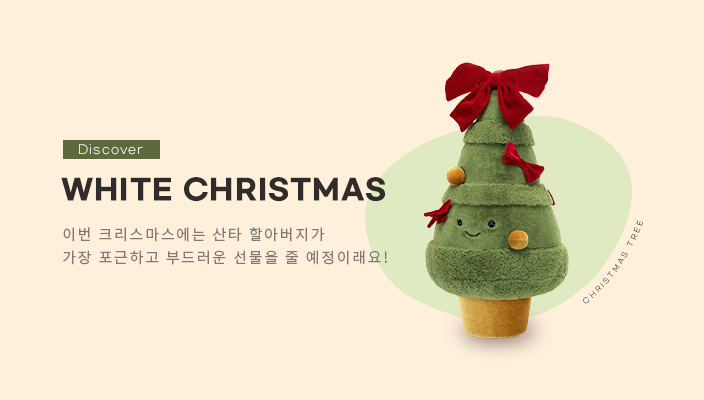 Discover
WHITE CHRISTMAS
이번 크리스마스에는 산타 할아버지가
가장 포근하고 부드러운 선물을 줄 예정이래요!
CHRISTMAS TREE